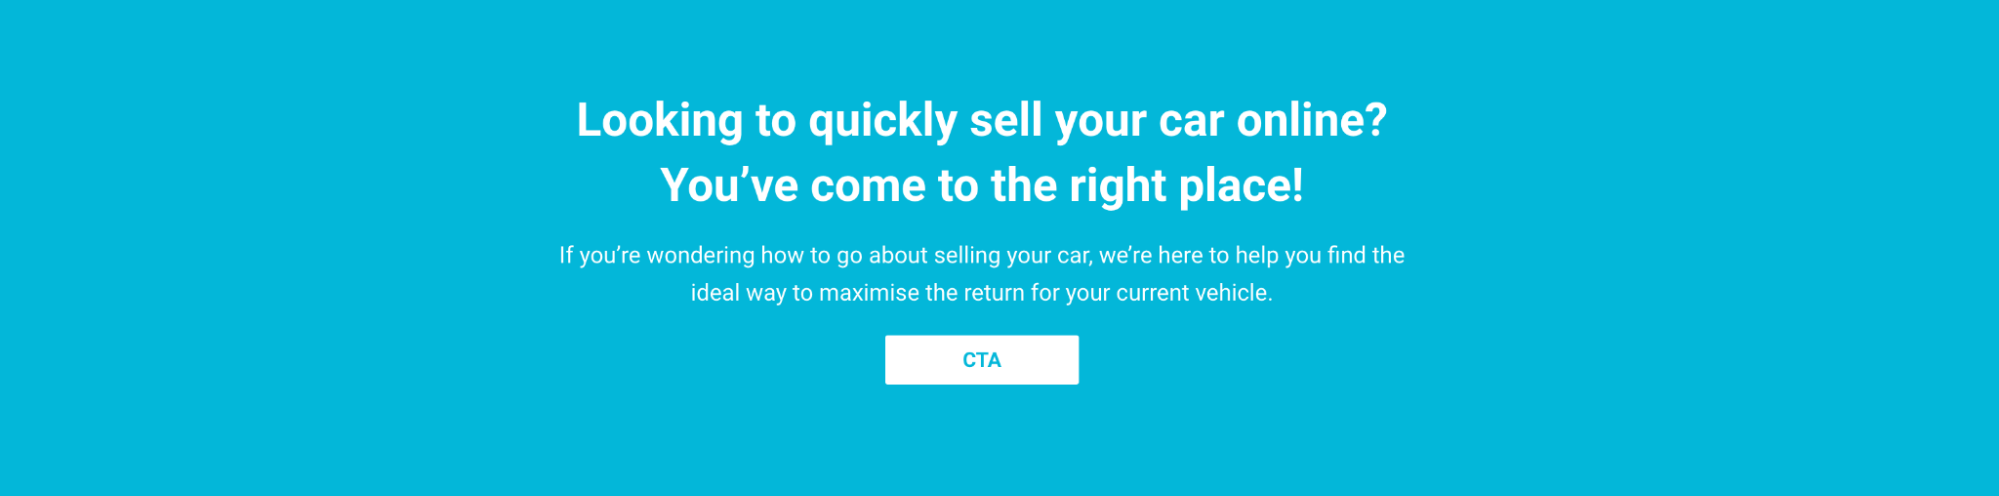 Looking to quickly sell your car online?
You’ve come to the right place!
If you’re wondering how to go about selling your car, we’re here to help you find the
ideal way to maximise the return for your current vehicle.
CTA